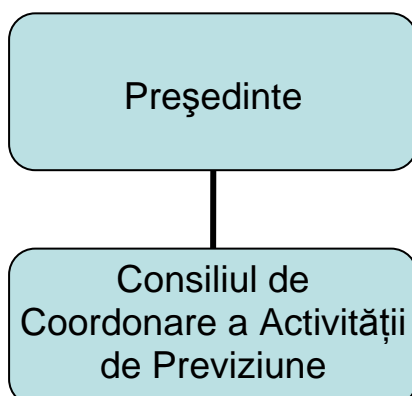 Preşedinte
Consiliul de
Coordonare a Activității
de Previziune